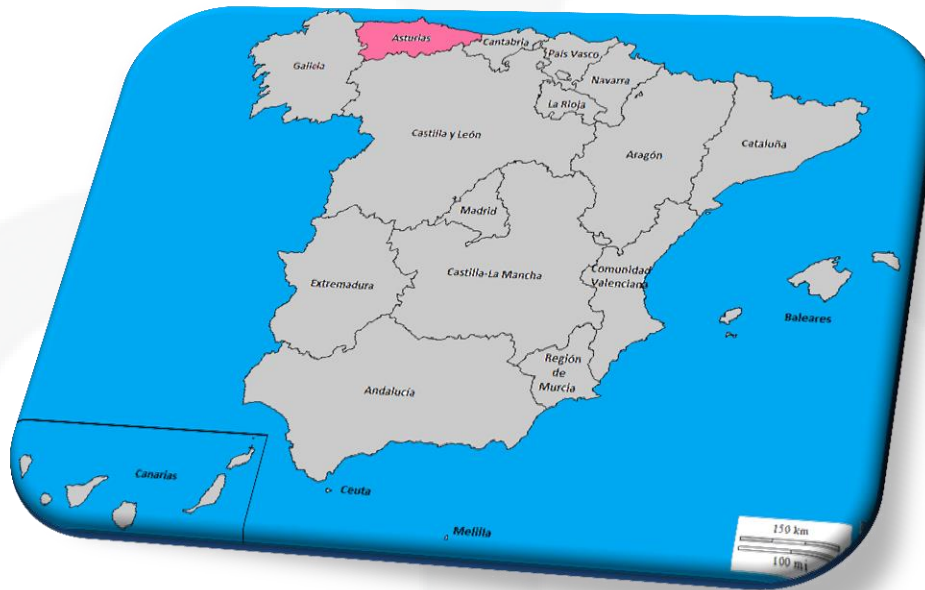 Asturias
Cantabria
País Vasco
Galicia
Navarra
La Rioja
Castilla y León
Aragón
Cataluña
Madrid
Castilla-La Mancha
Comunidad
Valenciana
Extremadura
Baleares
Región
de
Murcia
Andalucía
Canarias
Ceuta
Melilla
150 km
100 mi